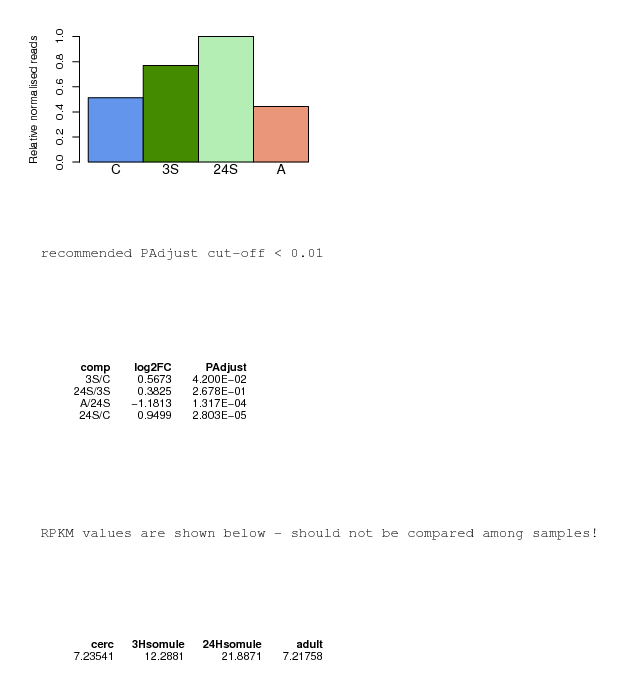 Relative normalised reads
1.0
0.8
0.6
0.4
0.2
0.0
C 3S 24S A
recommended PAdjust cut-off < 0.01
comp log2FC PAdjust
3S/C 0.5673 4.200E-02
24S/3S 0.3825 2.678E-01
A/24S -1.1813 1.317E-04
24S/C 0.9499 2.803E-05
RPKM values are shown below - should not be compared among samples!
cerc 3Hsomule 24Hsomule adult
7.23541 12.2881 21.8871 7.21758